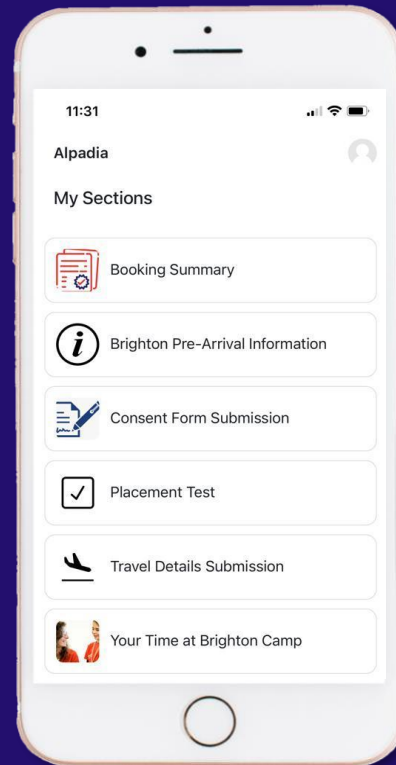 11:31
Alpadia
My Sections
Booking Summary
Brighton Pre-Arrival Information
Consent Form Submission
Placement Test
Travel Details Submission
Your Time at Brighton Camp